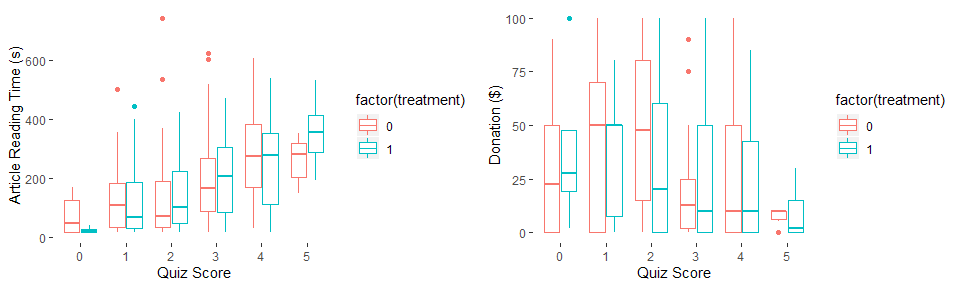 Article Reading Time (s)
600
400
200
0
0 1 2 3 4 5
Quiz Score
factor(treatment)
0
1
Donation ($)
100
75
50
25
0
0 1 2 3 4 5
Quiz Score
factor(treatment)
0
1